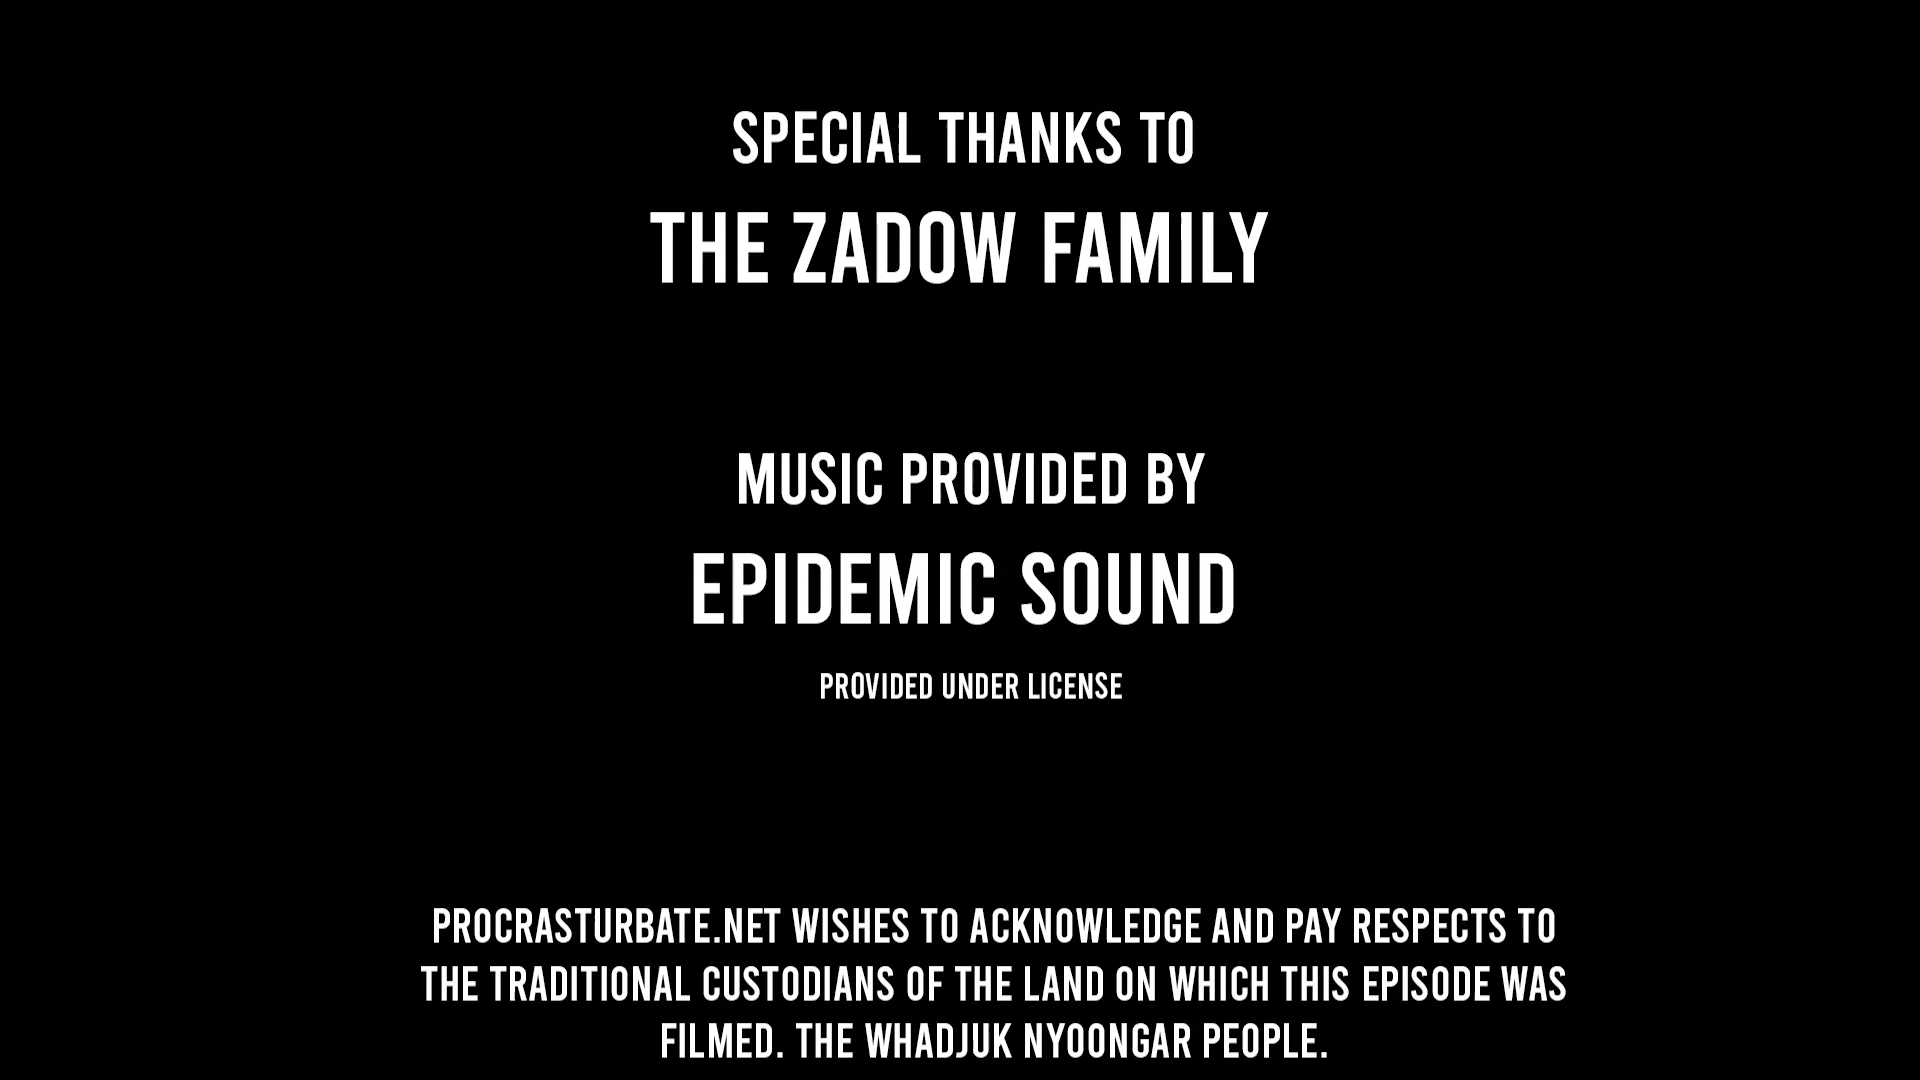 SPECIAL THANKS TO
THE ZADOW FAMILY
MUSIC PROVIDED BY
EPIDEMIC SOUND
PROVIDED UNDER LICENSE
PROCRASTURBATE.NET WISHES TO ACKNOWLEDGE AND PAY RESPECTS TO
THE TRADITIONAL CUSTODIANS OF THE LAND ON WHICH THIS EPISODE WAS
FILMED. THE WHADJUK NYOONGAR PEOPLE.